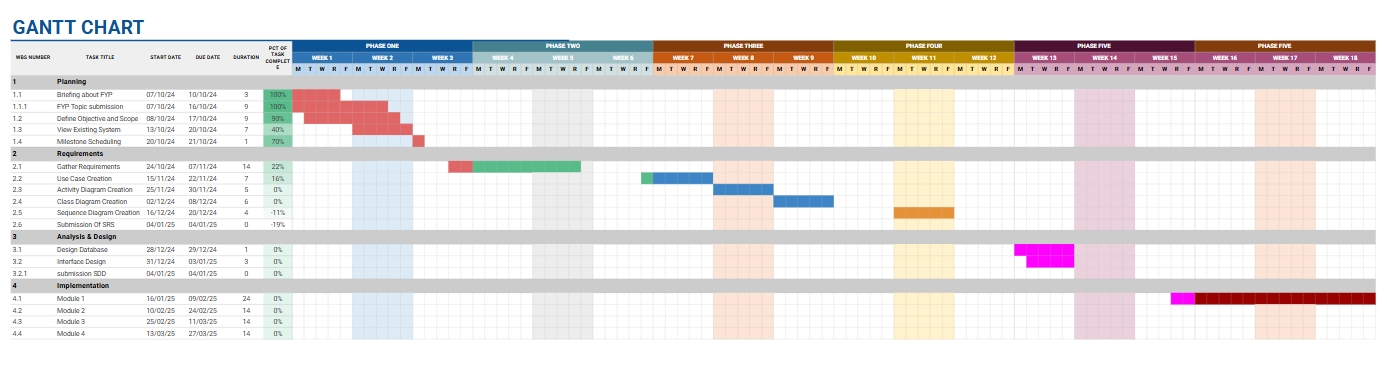 GANTT CHART
WBS NUMBER TASK TITLE START DATE DUE DATE DURATION PCT OF TASK COMPLETE PHASE ONE PHASE TWO PHASE THREE PHASE FOUR PHASE FIVE PHASE FIVE
WEEK 1 WEEK 2 WEEK 3 WEEK 4 WEEK 5 WEEK 6 WEEK 7 WEEK 8 WEEK 9 WEEK 10 WEEK 11 WEEK 12 WEEK 13 WEEK 14 WEEK 15 WEEK 16 WEEK 17 WEEK 18
M T W R F M T W R F M T W R F M T W R F M T W R F M T W R F M T W R F M T W R F M T W R F M T W R F M T W R F M T W R F M T W R F M T W R F M T W R F M T W R F M T W R F M T W R F
1 Planning
1.1 Briefing about FYP 07/10/24 10/10/24 3 100%
1.1.1 FYP Topic submission 07/10/24 16/10/24 9 100%
1.2 Define Objective and Scope 08/10/24 17/10/24 9 90%
1.3 View Existing System 13/10/24 20/10/24 7 40%
1.4 Milestone Scheduling 20/10/24 21/10/24 1 70%
2 Requirements
2.1 Gather Requirements 24/10/24 07/11/24 14 22%
2.2 Use Case Creation 15/11/24 22/11/24 7 16%
2.3 Activity Diagram Creation 25/11/24 30/11/24 5 0%
2.4 Class Diagram Creation 02/12/24 08/12/24 6 0%
2.5 Sequence Diagram Creation 16/12/24 20/12/24 4 -11%
2.6 Submission Of SRS 04/01/25 04/01/25 0 -19%
3 Analysis & Design
3.1 Design Database 28/12/24 29/12/24 1 0%
3.2 Interface Design 31/12/24 03/01/25 3 0%
3.2.1 submission SDD 04/01/25 04/01/25 0 0%
4 Implementation
4.1 Module 1 16/01/25 09/02/25 24 0%
4.2 Module 2 10/02/25 24/02/25 14 0%
4.3 Module 3 25/02/25 11/03/25 14 0%
4.4 Module 4 13/03/25 27/03/25 14 0%